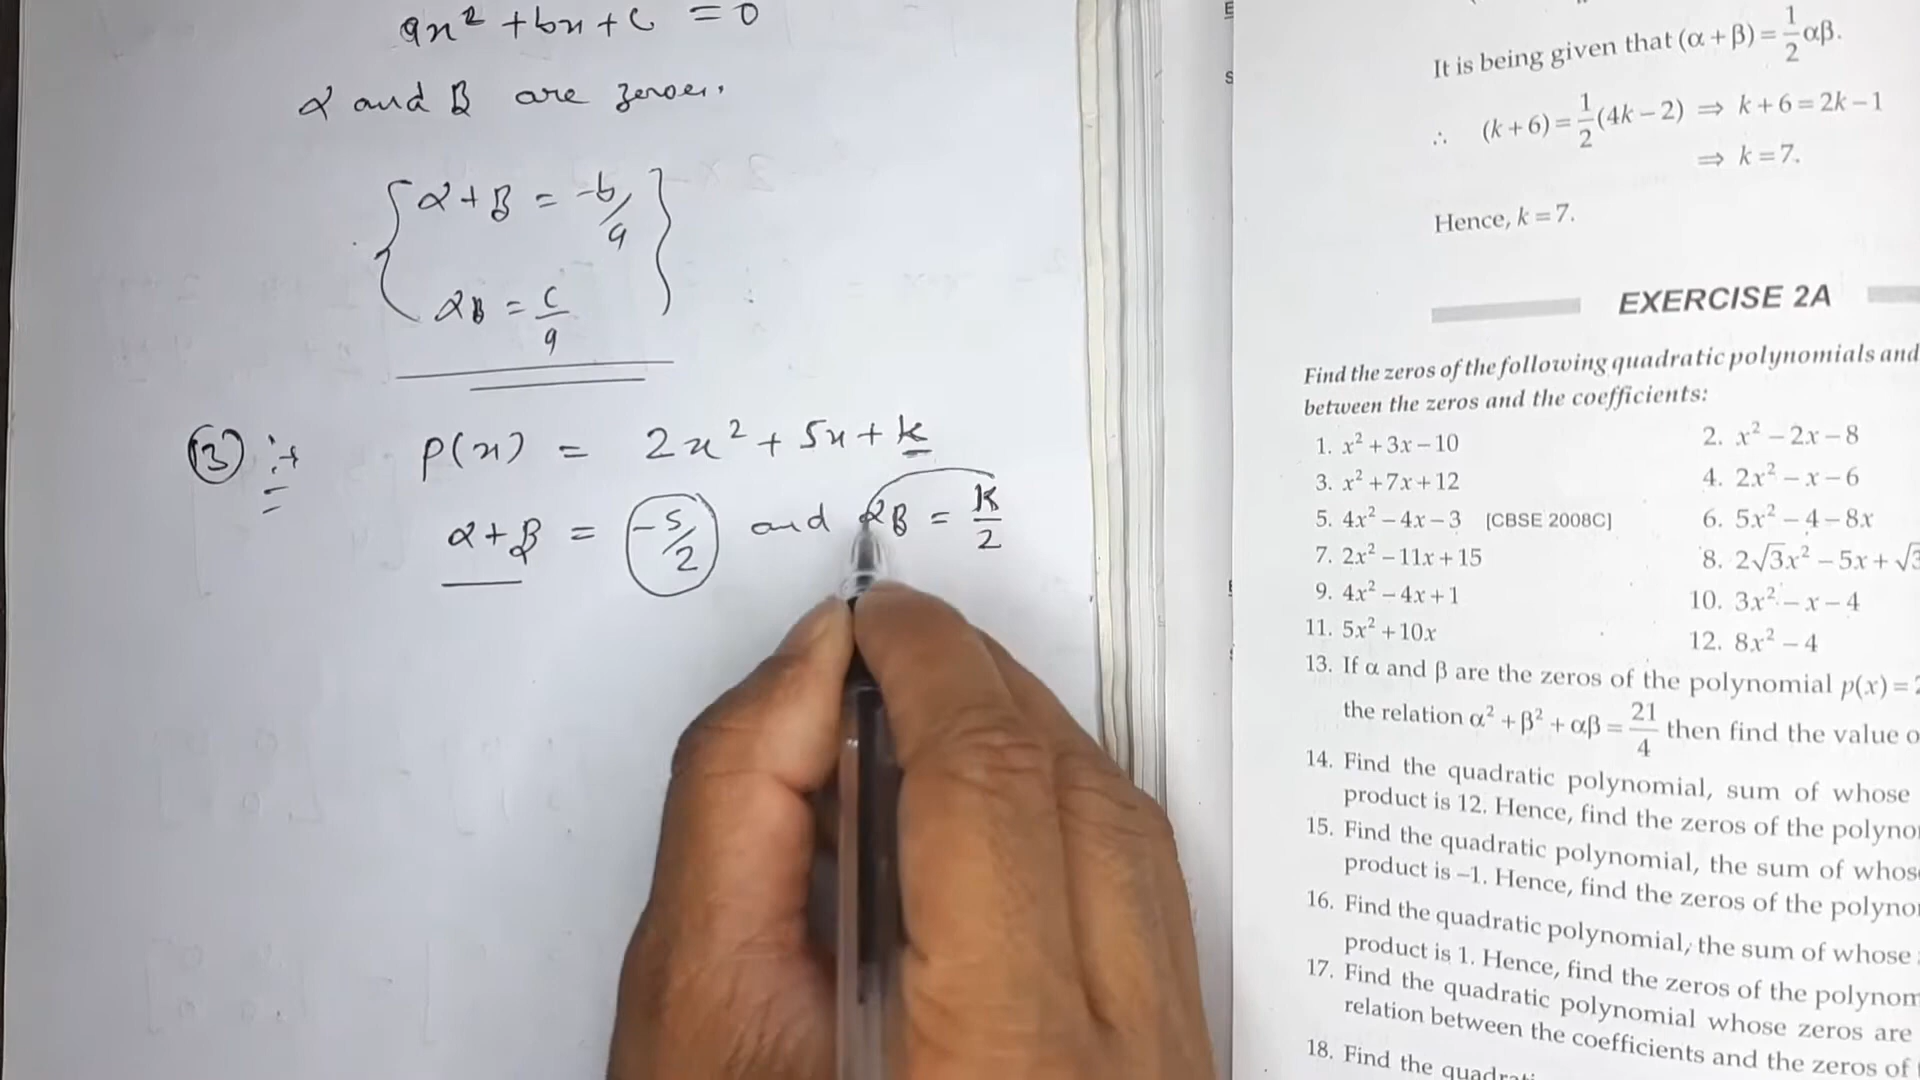 ax² + bx + c = 0
α and β are zeroes.
α + β = -b/a
αβ = c/a
(13) :→ p(x) = 2x² + 5x + k
α + β = -5/2 and αβ = k/2
It is being given that (α + β) = 1/2 αβ.
∴ (k + 6) = 1/2 (4k − 2) ⇒ k + 6 = 2k − 1
⇒ k = 7.
Hence, k = 7.
EXERCISE 2A
Find the zeros of the following quadratic polynomials and
between the zeros and the coefficients:
1. x² + 3x − 10 2. x² − 2x − 8
3. x² + 7x + 12 4. 2x² − x − 6
5. 4x² − 4x − 3 [CBSE 2008C] 6. 5x² − 4 − 8x
7. 2x² − 11x + 15 8. 2√3x² − 5x + √3
9. 4x² − 4x + 1 10. 3x² − x − 4
11. 5x² + 10x 12. 8x² − 4
13. If α and β are the zeros of the polynomial p(x) =
the relation α² + β² + αβ = 21/4 then find the value o
14. Find the quadratic polynomial, sum of whose
product is 12. Hence, find the zeros of the polyno
15. Find the quadratic polynomial, the sum of whos
product is −1. Hence, find the zeros of the polyno
16. Find the quadratic polynomial, the sum of whose
product is 1. Hence, find the zeros of the polynom
17. Find the quadratic polynomial whose zeros are
relation between the coefficients and the zeros of
18. Find the quadrati